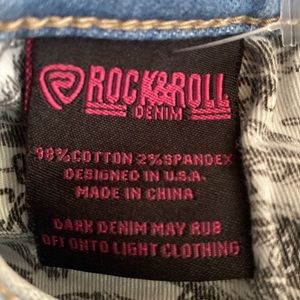 ROCK&ROLL
DENIM
98% COTTON 2% SPANDEX
DESIGNED IN U.S.A.
MADE IN CHINA
DARK DENIM MAY RUB
OFF ONTO LIGHT CLOTHING